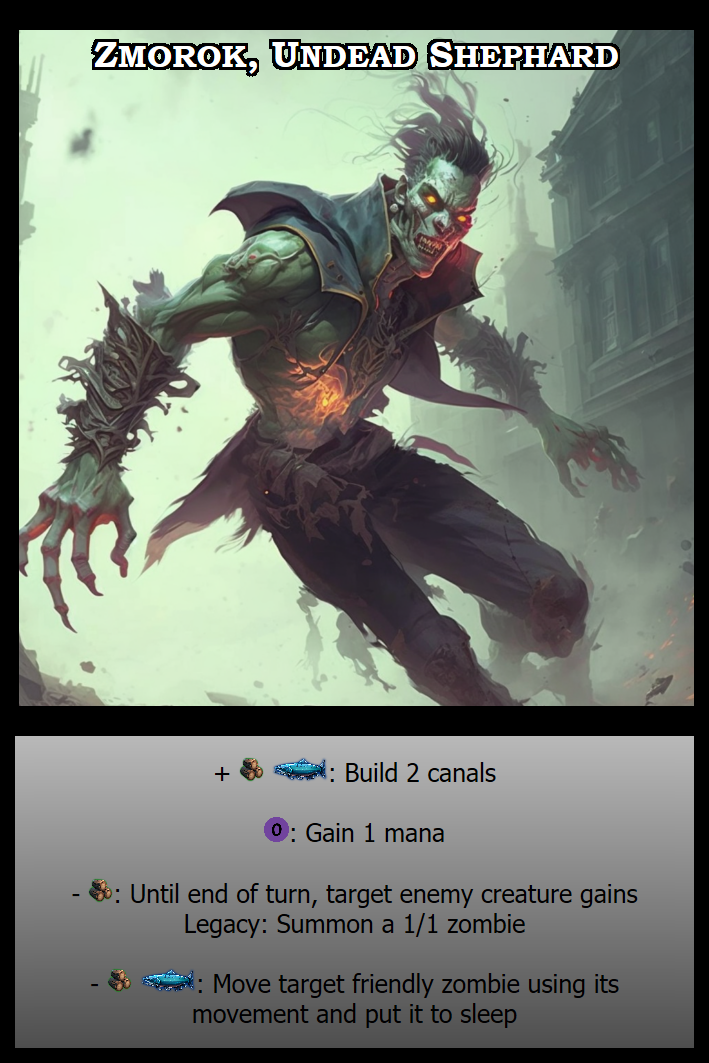 Zmorok, Undead Shephard
+ : Build 2 canals
0: Gain 1 mana
- : Until end of turn, target enemy creature gains
Legacy: Summon a 1/1 zombie
- : Move target friendly zombie using its
movement and put it to sleep